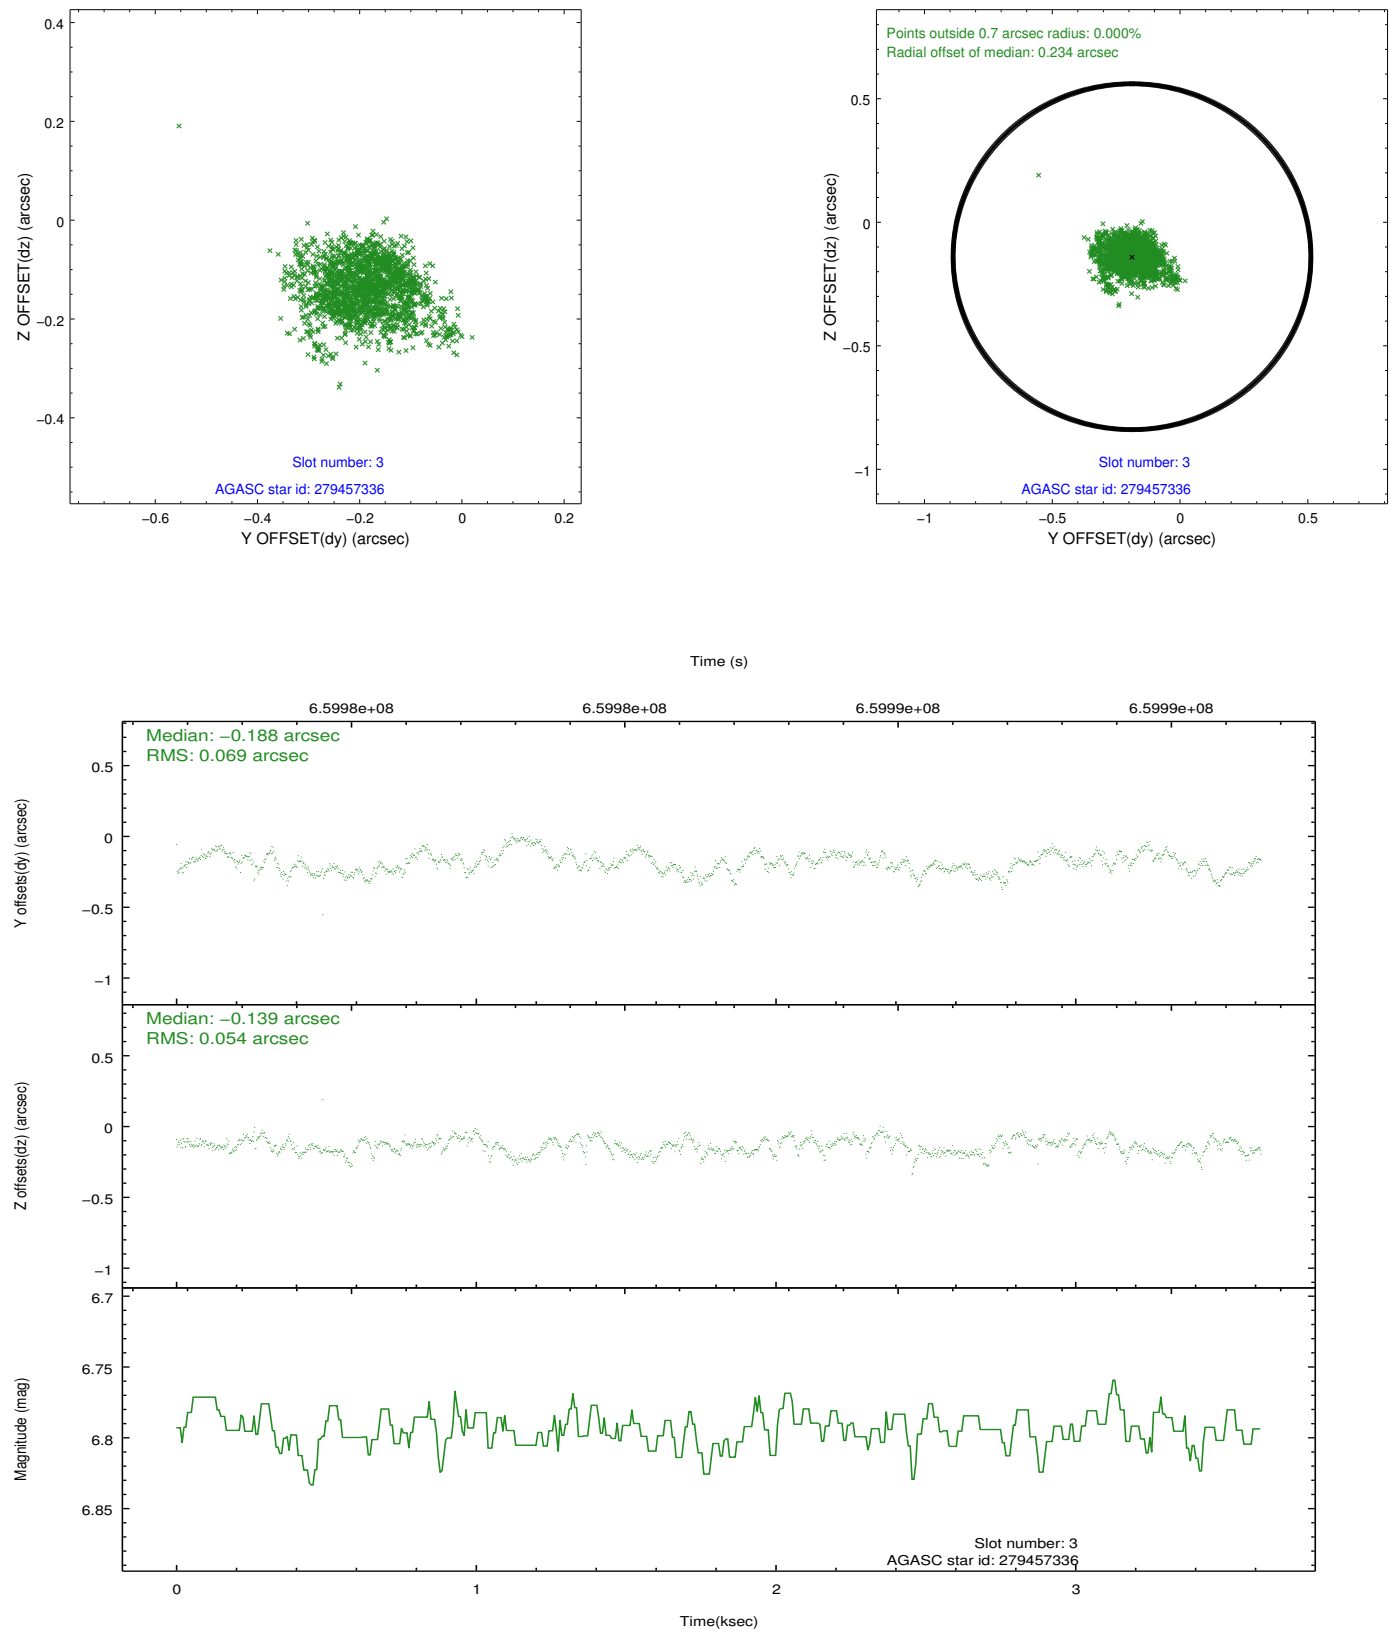 0.4
0.2
0
−0.2
−0.4
Z OFFSET(dz) (arcsec)
Slot number: 3
AGASC star id: 279457336
−0.6 −0.4 −0.2 0 0.2
Y OFFSET(dy) (arcsec)
Points outside 0.7 arcsec radius: 0.000%
Radial offset of median: 0.234 arcsec
0.5
0
−0.5
−1
Z OFFSET(dz) (arcsec)
Slot number: 3
AGASC star id: 279457336
−1 −0.5 0 0.5
Y OFFSET(dy) (arcsec)
Time (s)
6.5998e+08 6.5998e+08 6.5999e+08 6.5999e+08
Median: −0.188 arcsec
RMS: 0.069 arcsec
0.5
0
−0.5
−1
Y offsets(dy) (arcsec)
Median: −0.139 arcsec
RMS: 0.054 arcsec
0.5
0
−0.5
−1
Z offsets(dz) (arcsec)
6.7
6.75
6.8
6.85
Magnitude (mag)
Slot number: 3
AGASC star id: 279457336
0 1 2 3
Time(ksec)